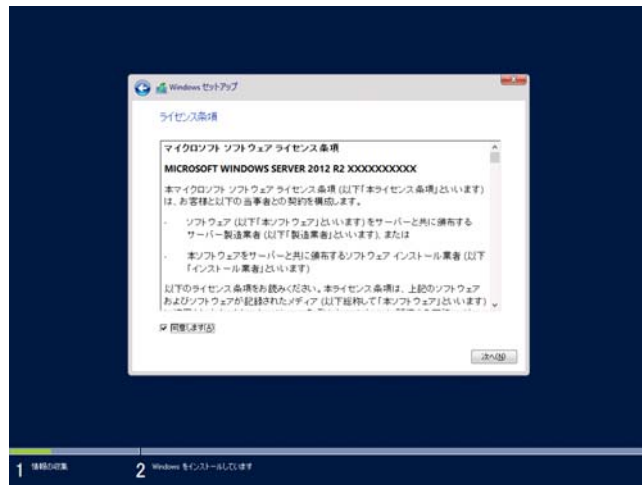 Windows セットアップ
ライセンス条項
マイクロソフト ソフトウェア ライセンス条項
MICROSOFT WINDOWS SERVER 2012 R2 XXXXXXXXXX
本マイクロソフト ソフトウェア ライセンス条項 (以下「本ライセンス条項」といいます)
は、お客様と以下の当事者との契約を構成します。
· ソフトウェア (以下「本ソフトウェア」といいます) をサーバーと共に頒布する
サーバー製造業者 (以下「製造業者」といいます)、または
· 本ソフトウェアをサーバーと共に頒布するソフトウェア インストール業者 (以下
「インストール業者」といいます)
以下のライセンス条項をお読みください。本ライセンス条項は、上記のソフトウェア
およびソフトウェアが記録されたメディア (以下総称して「本ソフトウェア」といいます)
同意します(A)
次へ(N)
1 情報の収集
2 Windows をインストールしています